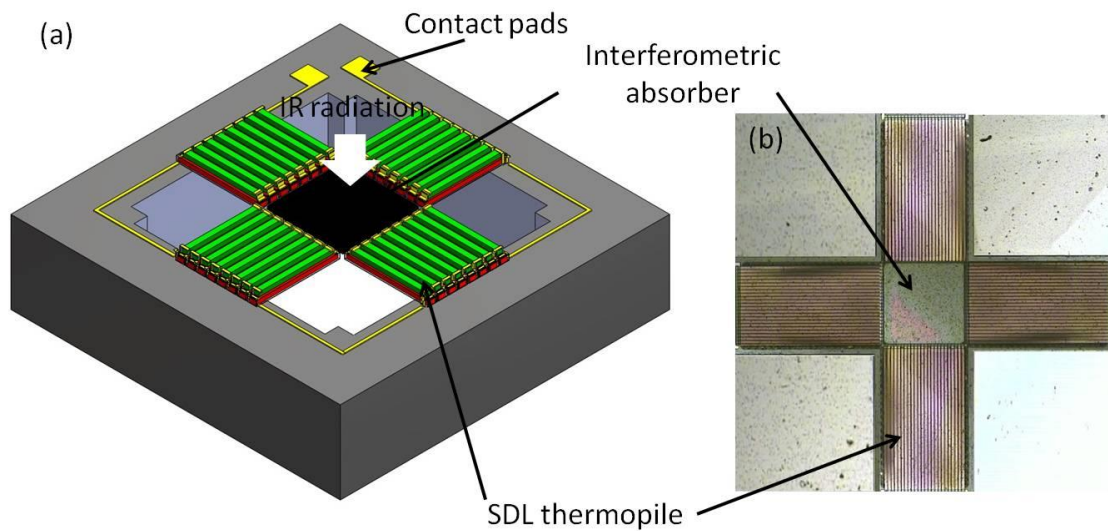 (a)
Contact pads
Interferometric
absorber
IR radiation
(b)
SDL thermopile